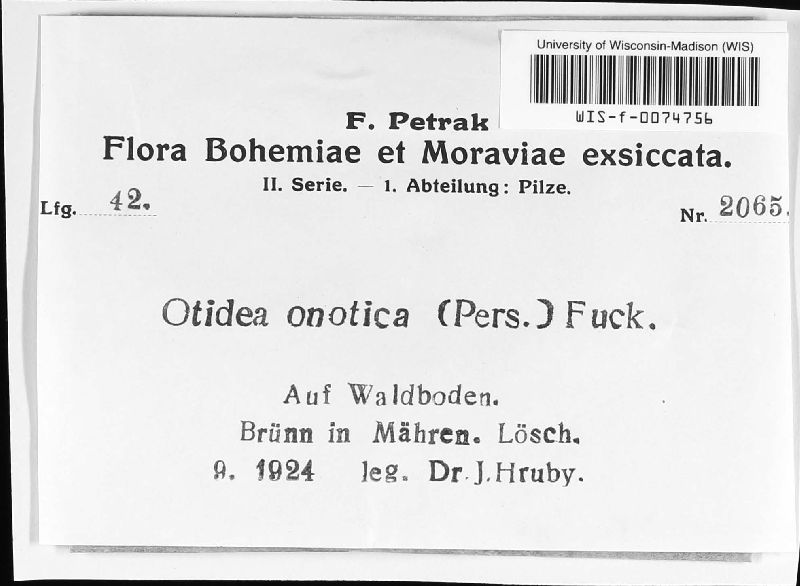 University of Wisconsin-Madison (WIS)
WIS-f-0074756
F. Petrak
Flora Bohemiae et Moraviae exsiccata.
II. Serie. — 1. Abteilung: Pilze.
Lfg. 42.
Nr. 2065.
Otidea onotica (Pers.) Fuck.
Auf Waldboden.
Brünn in Mähren. Lösch.
9. 1924 leg. Dr. J. Hruby.